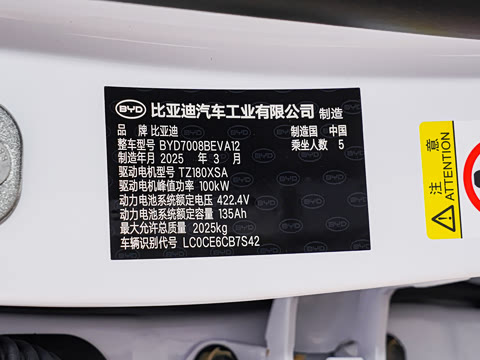 BYD 比亚迪汽车工业有限公司 制造
品 牌 比亚迪 制造国 中国
整车型号 BYD7008BEVA12 乘坐人数 5
制造年月 2025 年 3 月
驱动电机型号 TZ180XSA
驱动电机峰值功率 100kW
动力电池系统额定电压 422.4V
动力电池系统额定容量 135Ah
最大允许总质量 2025kg
车辆识别代号 LC0CE6CB7S42
注意
ATTENTION